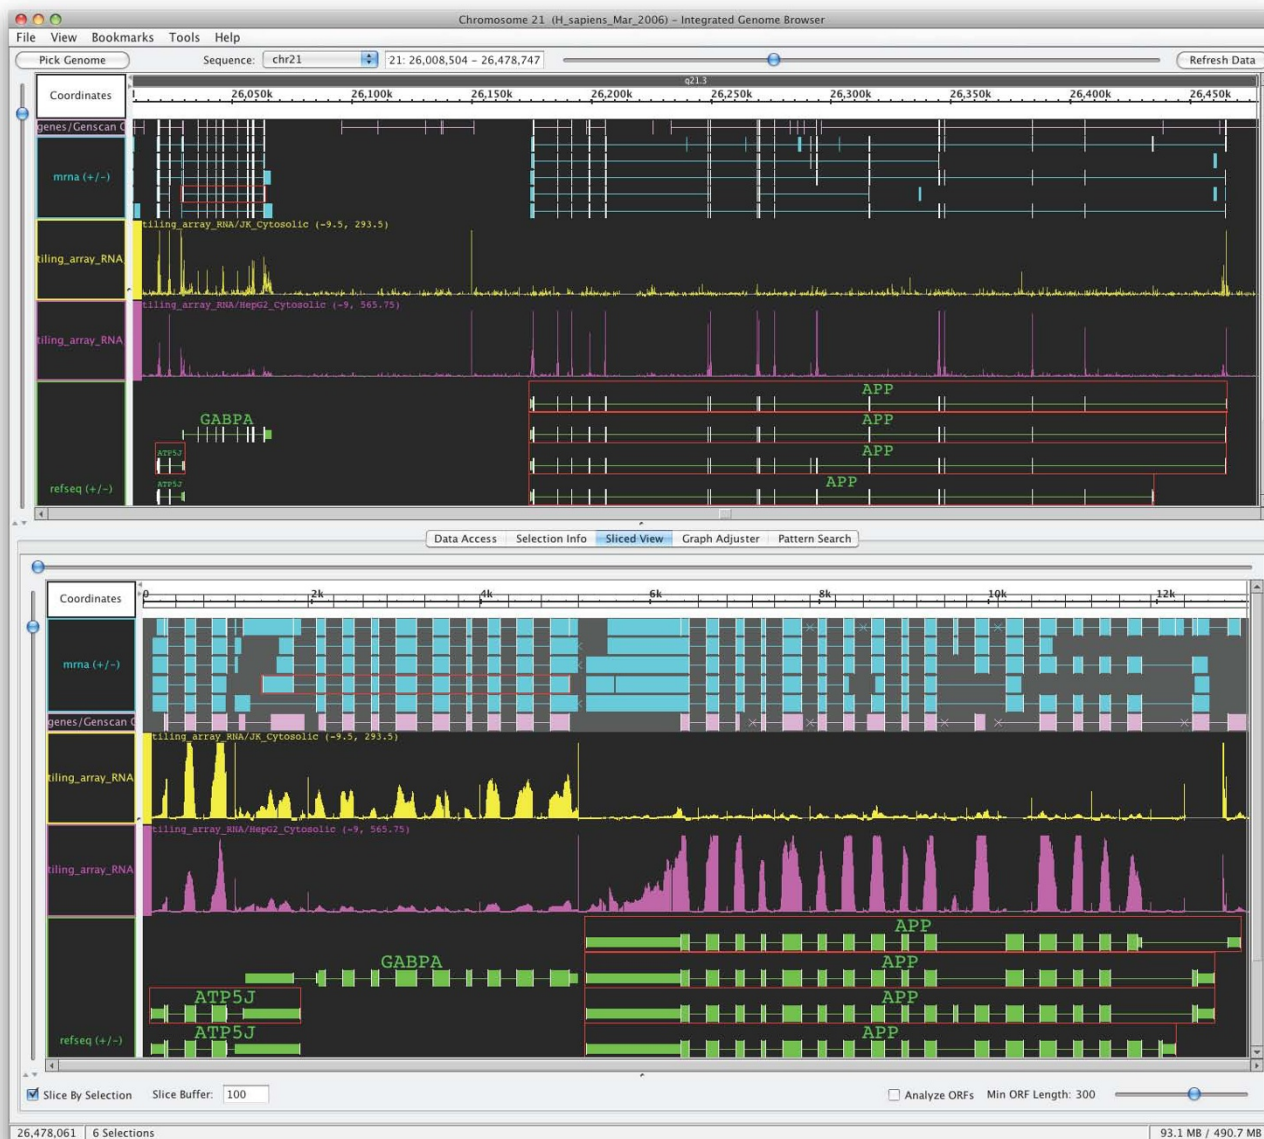 Chromosome 21 (H_sapiens_Mar_2006) – Integrated Genome Browser
File View Bookmarks Tools Help
Pick Genome Sequence: chr21 21: 26,008,504 – 26,478,747 Refresh Data
q21.3
Coordinates
26,050k 26,100k 26,150k 26,200k 26,250k 26,300k 26,350k 26,400k 26,450k
genes/Genscan
mrna (+/-)
tiling_array_RNA/JK_Cytosolic (-9.5, 293.5)
tiling_array_RNA
tiling_array_RNA/HepG2_Cytosolic (-9, 565.75)
tiling_array_RNA
APP
GABPA APP
ATP5J APP
ATP5J APP
refseq (+/-)
Data Access Selection Info Sliced View Graph Adjuster Pattern Search
Coordinates 0 2k 4k 6k 8k 10k 12k
mrna (+/-)
genes/Genscan
tiling_array_RNA/JK_Cytosolic (-9.5, 293.5)
tiling_array_RNA
tiling_array_RNA/HepG2_Cytosolic (-9, 565.75)
tiling_array_RNA
APP
GABPA APP
ATP5J APP
ATP5J APP
refseq (+/-)
Slice By Selection Slice Buffer: 100 Analyze ORFs Min ORF Length: 300
26,478,061 6 Selections 93.1 MB / 490.7 MB